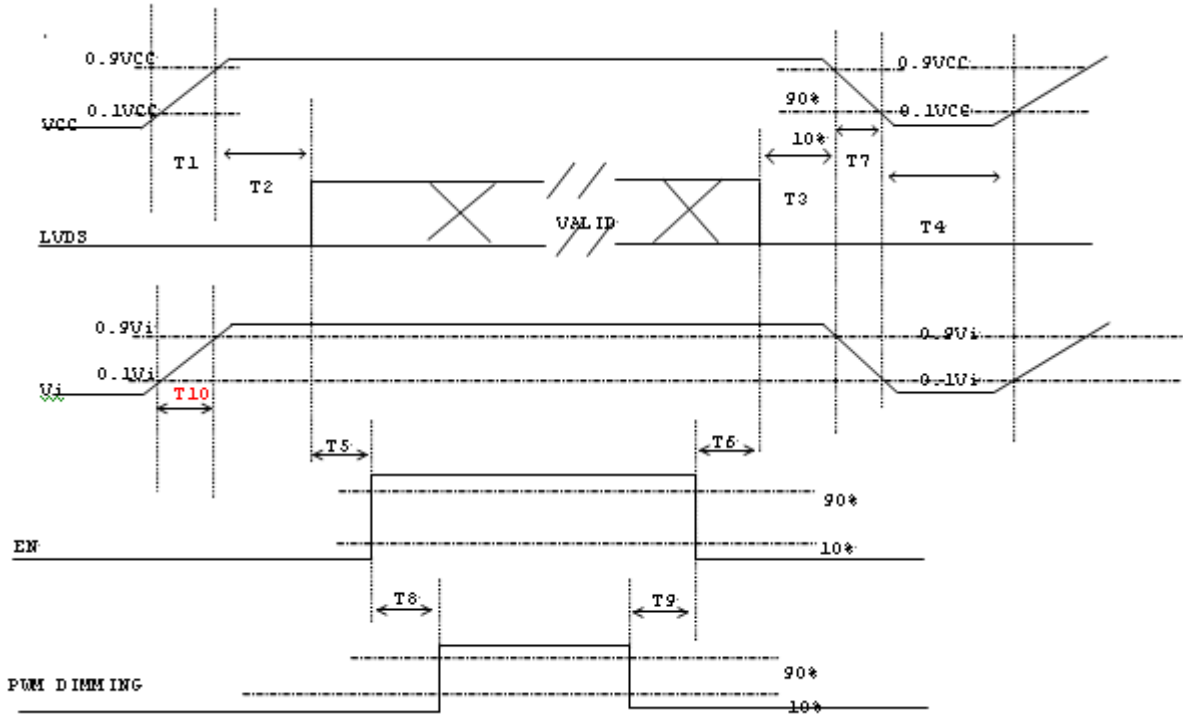 0.9VCC
0.9VCC
90%
0.1VCC
0.1VCC
VCC
10%
T1
T7
T2
T3
VALID
T4
LVDS
0.9Vi
0.9Vi
0.1Vi
0.1Vi
Vi
T10
T5
T6
90%
EN
10%
T8
T9
90%
PWM DIMMING
10%